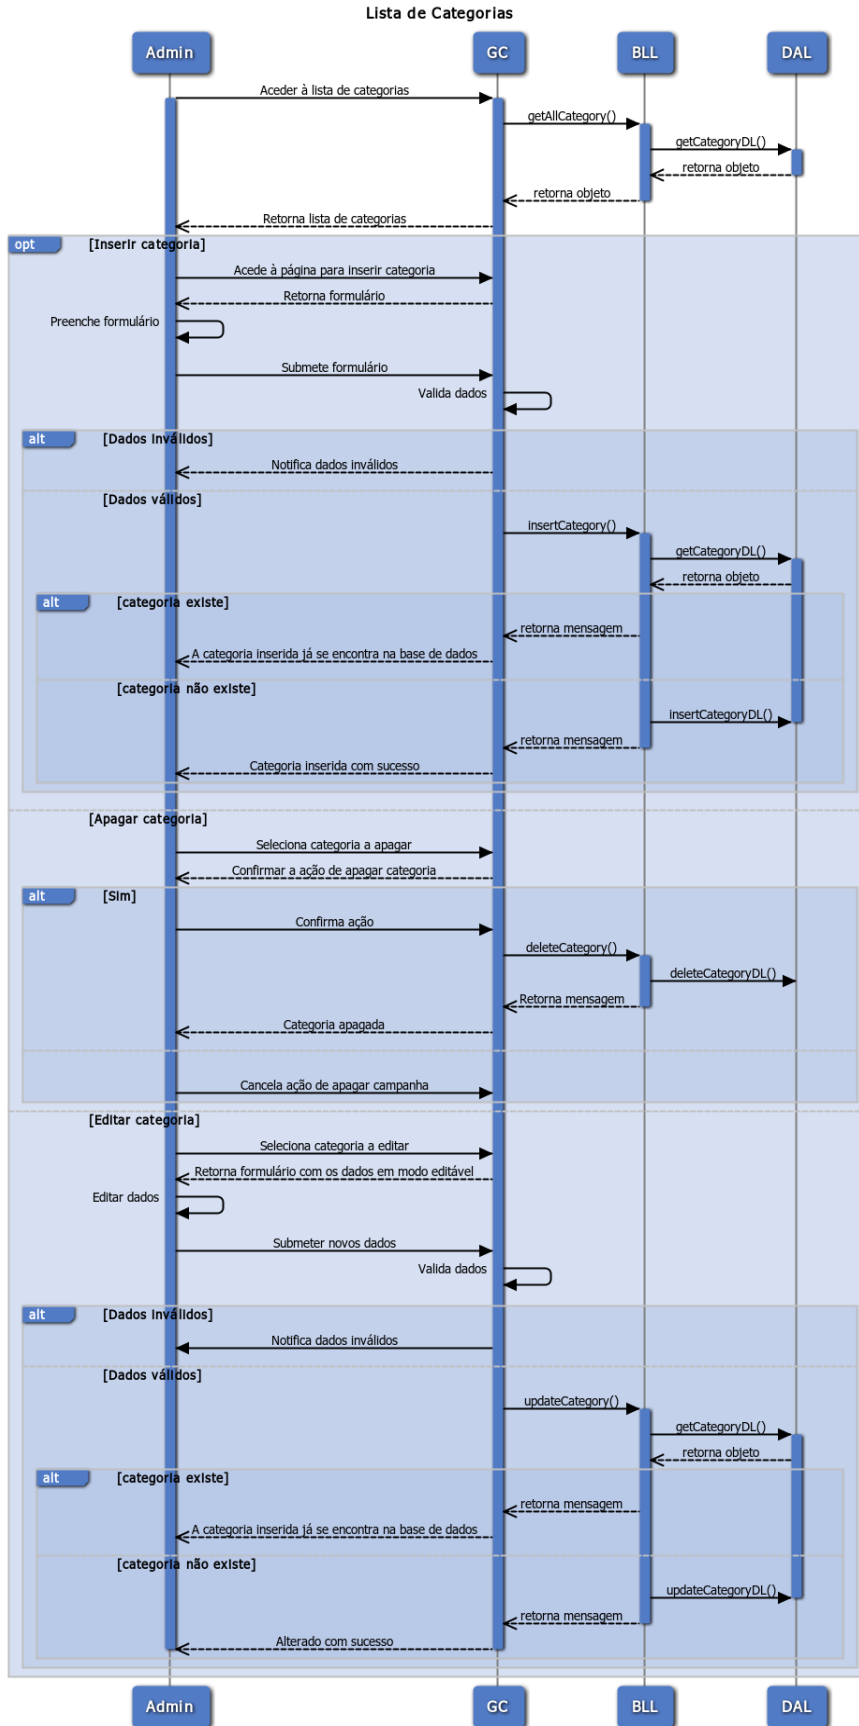 Lista de Categorias
Admin
GC
BLL
DAL
Aceder à lista de categorias
getAllCategory()
getCategoryDL()
retorna objeto
retorna objeto
Retorna lista de categorias
opt
[Inserir categoria]
Acede à página para inserir categoria
Retorna formulário
Preenche formulário
Submete formulário
Valida dados
alt
[Dados inválidos]
Notifica dados inválidos
[Dados válidos]
insertCategory()
getCategoryDL()
retorna objeto
alt
[categoria existe]
retorna mensagem
A categoria inserida já se encontra na base de dados
[categoria não existe]
insertCategoryDL()
retorna mensagem
Categoria inserida com sucesso
[Apagar categoria]
Seleciona categoria a apagar
Confirmar a ação de apagar categoria
alt
[Sim]
Confirma ação
deleteCategory()
deleteCategoryDL()
Retorna mensagem
Categoria apagada
Cancela ação de apagar campanha
[Editar categoria]
Seleciona categoria a editar
Retorna formulário com os dados em modo editável
Editar dados
Submeter novos dados
Valida dados
alt
[Dados inválidos]
Notifica dados inválidos
[Dados válidos]
updateCategory()
getCategoryDL()
retorna objeto
alt
[categoria existe]
retorna mensagem
A categoria inserida já se encontra na base de dados
[categoria não existe]
updateCategoryDL()
retorna mensagem
Alterado com sucesso
Admin
GC
BLL
DAL